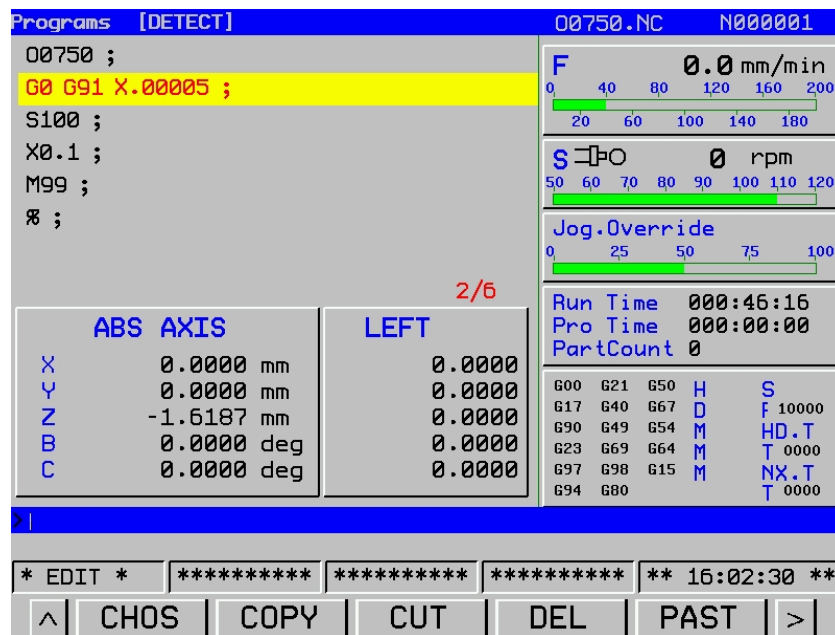 Programs [DETECT] O0750.NC N000001
O0750 ;
G0 G91 X.00005 ;
S100 ;
X0.1 ;
M99 ;
% ;
2/6
F 0.0 mm/min
0 40 80 120 160 200
20 60 100 140 180
S 0 rpm
50 60 70 80 90 100 110 120
Jog.Override
0 25 50 75 100
Run Time 000:46:16
Pro Time 000:00:00
PartCount 0
ABS AXIS LEFT
X 0.0000 mm 0.0000
Y 0.0000 mm 0.0000
Z -1.6187 mm 0.0000
B 0.0000 deg 0.0000
C 0.0000 deg 0.0000
G00 G21 G50 H S
G17 G40 G67 D F 10000
G90 G49 G54 M HD.T
G23 G69 G64 M T 0000
G97 G98 G15 M NX.T
G94 G80 T 0000
>
* EDIT * ********** ********** ********** ** 16:02:30 **
^ CHOS COPY CUT DEL PAST >